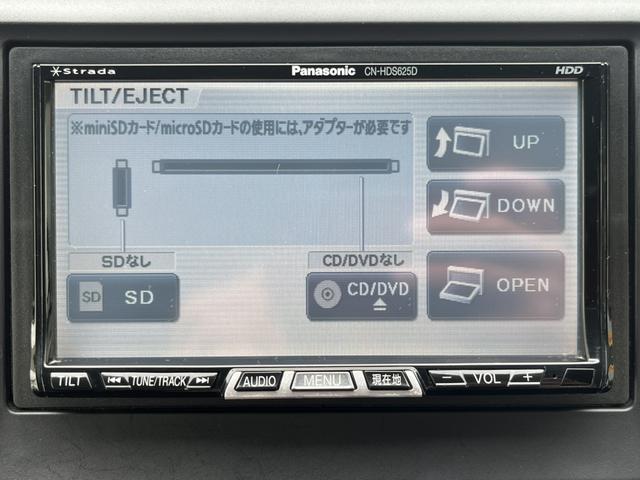 Strada Panasonic CN-HDS625D HDD
TILT/EJECT
※miniSDカード/microSDカードの使用には、アダプターが必要です
UP
DOWN
SDなし
CD/DVDなし
SD SD
CD/DVD
OPEN
TILT TUNE/TRACK AUDIO MENU 現在地 − VOL +